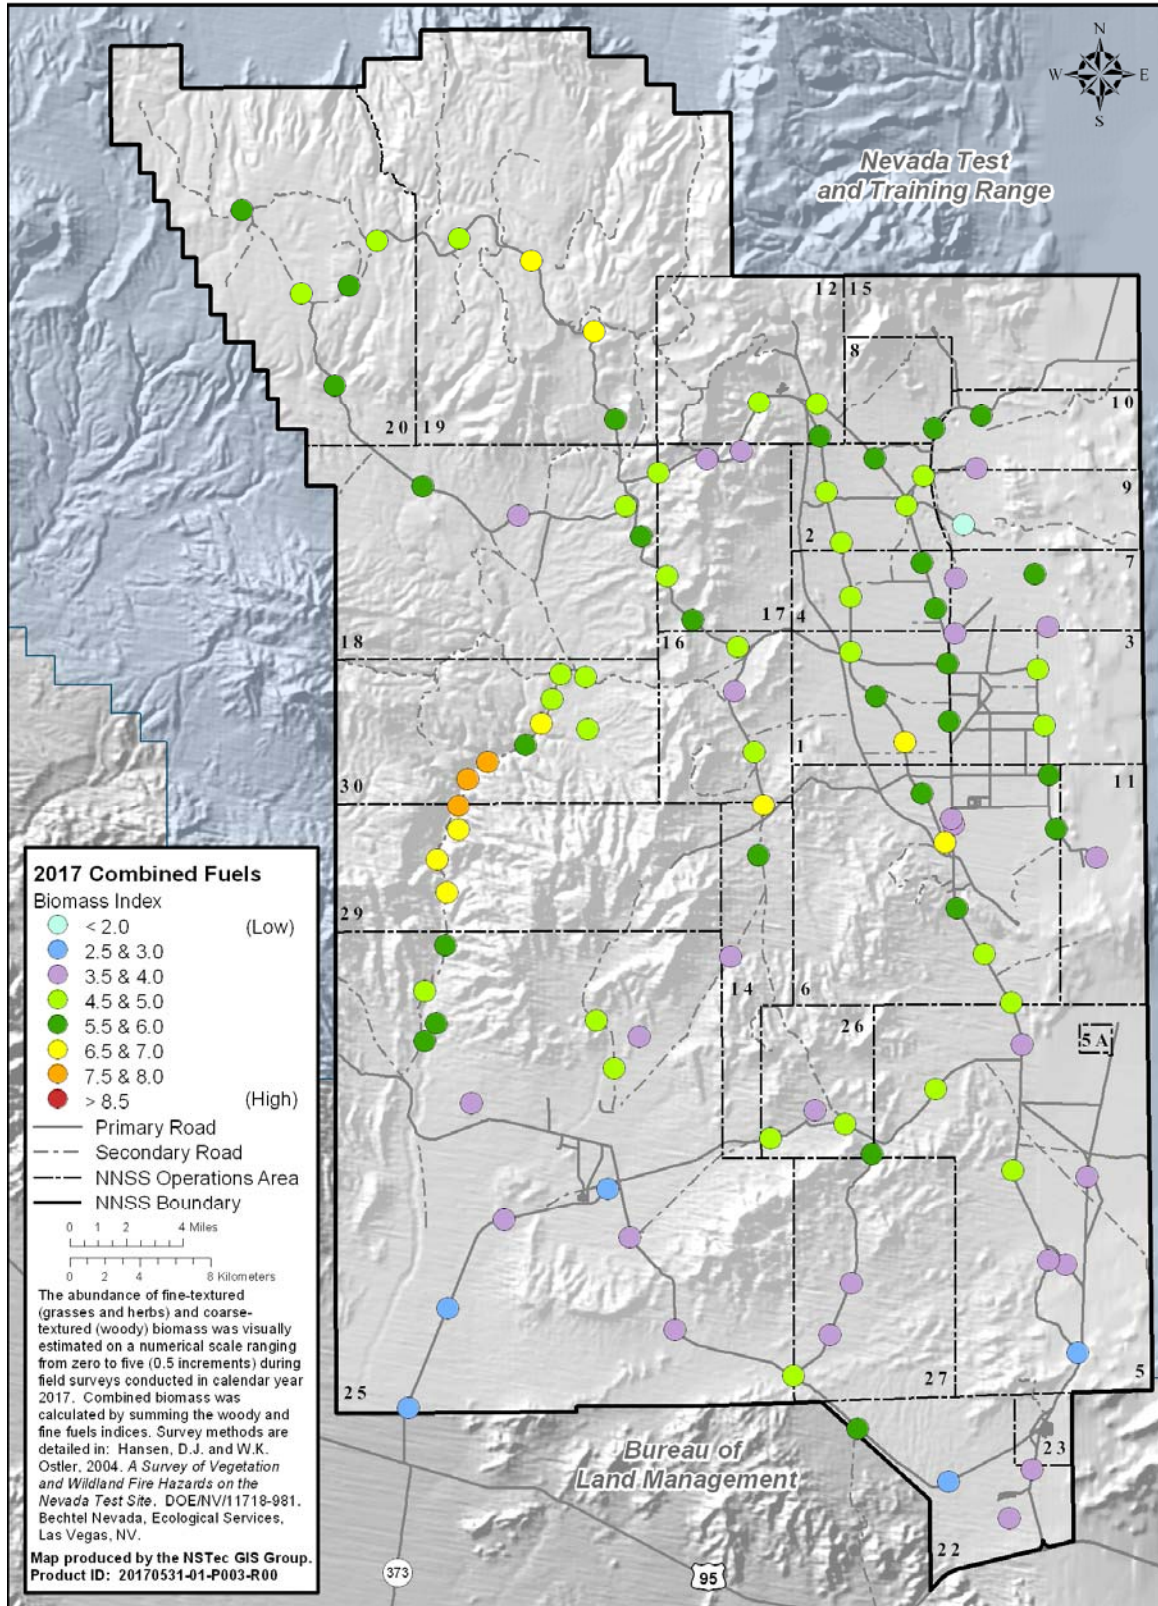 N
W E
S
Nevada Test
and Training Range
12 15
8
10
20 19
9
2
7
17 4
18
16
3
1
30
11
29
14
6
26
5A
25
27
5
23
22
Bureau of
Land Management
373
95
2017 Combined Fuels
Biomass Index
< 2.0 (Low)
2.5 & 3.0
3.5 & 4.0
4.5 & 5.0
5.5 & 6.0
6.5 & 7.0
7.5 & 8.0
> 8.5 (High)
Primary Road
Secondary Road
NNSS Operations Area
NNSS Boundary
0 1 2 4 Miles
0 2 4 8 Kilometers
The abundance of fine-textured
(grasses and herbs) and coarse-
textured (woody) biomass was visually
estimated on a numerical scale ranging
from zero to five (0.5 increments) during
field surveys conducted in calendar year
2017. Combined biomass was
calculated by summing the woody and
fine fuels indices. Survey methods are
detailed in: Hansen, D.J. and W.K.
Ostler, 2004. A Survey of Vegetation
and Wildland Fire Hazards on the
Nevada Test Site. DOE/NV/11718-981.
Bechtel Nevada, Ecological Services,
Las Vegas, NV.
Map produced by the NSTec GIS Group.
Product ID: 20170531-01-P003-R00